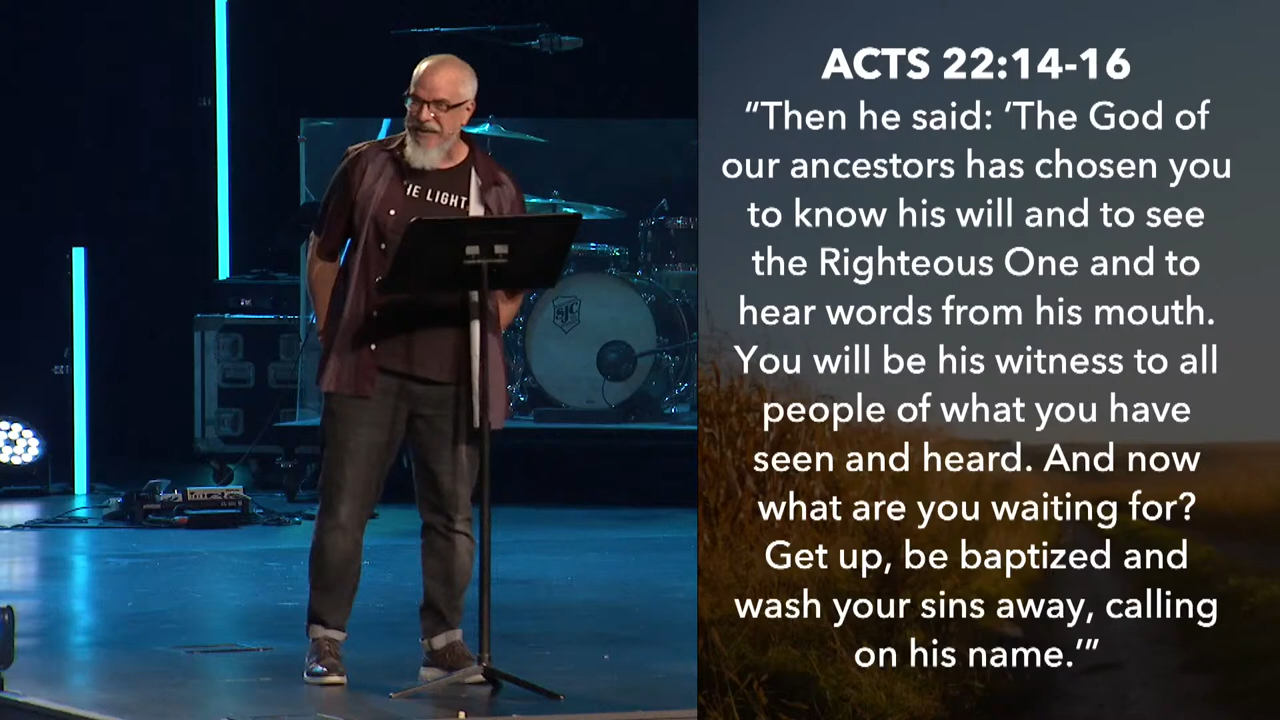 ACTS 22:14-16
“Then he said: ‘The God of
our ancestors has chosen you
to know his will and to see
the Righteous One and to
hear words from his mouth.
You will be his witness to all
people of what you have
seen and heard. And now
what are you waiting for?
Get up, be baptized and
wash your sins away, calling
on his name.’”
HE LIGHT
SJC